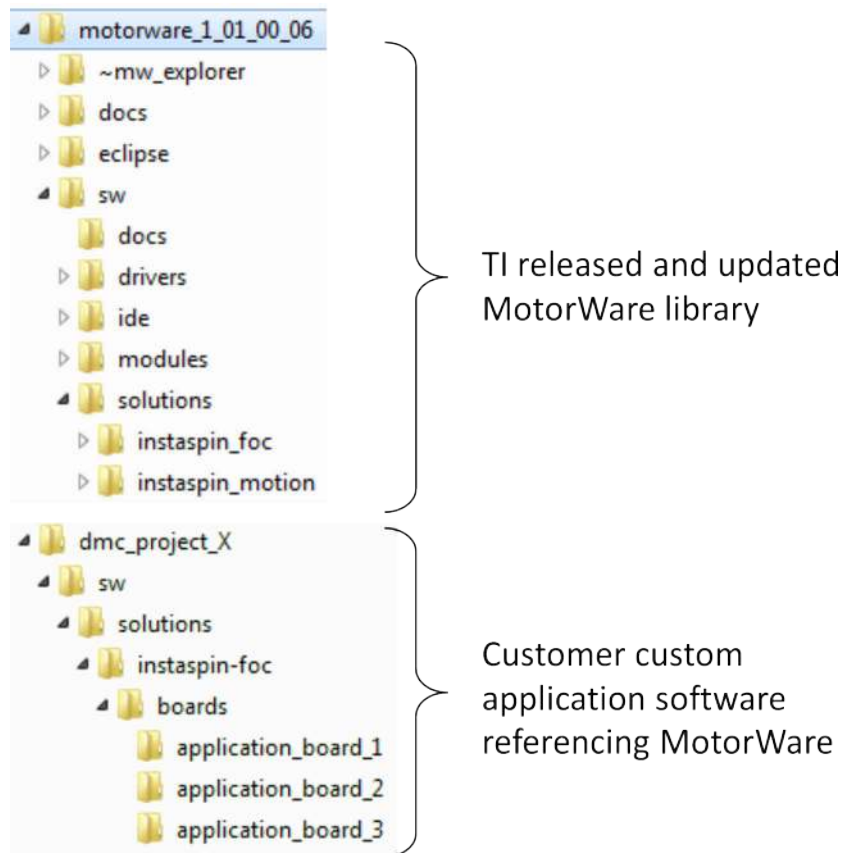 motorware_1_01_00_06
~mw_explorer
docs
eclipse
sw
docs
drivers
ide
modules
solutions
instaspin_foc
instaspin_motion
TI released and updated
MotorWare library
dmc_project_X
sw
solutions
instaspin-foc
boards
application_board_1
application_board_2
application_board_3
Customer custom
application software
referencing MotorWare